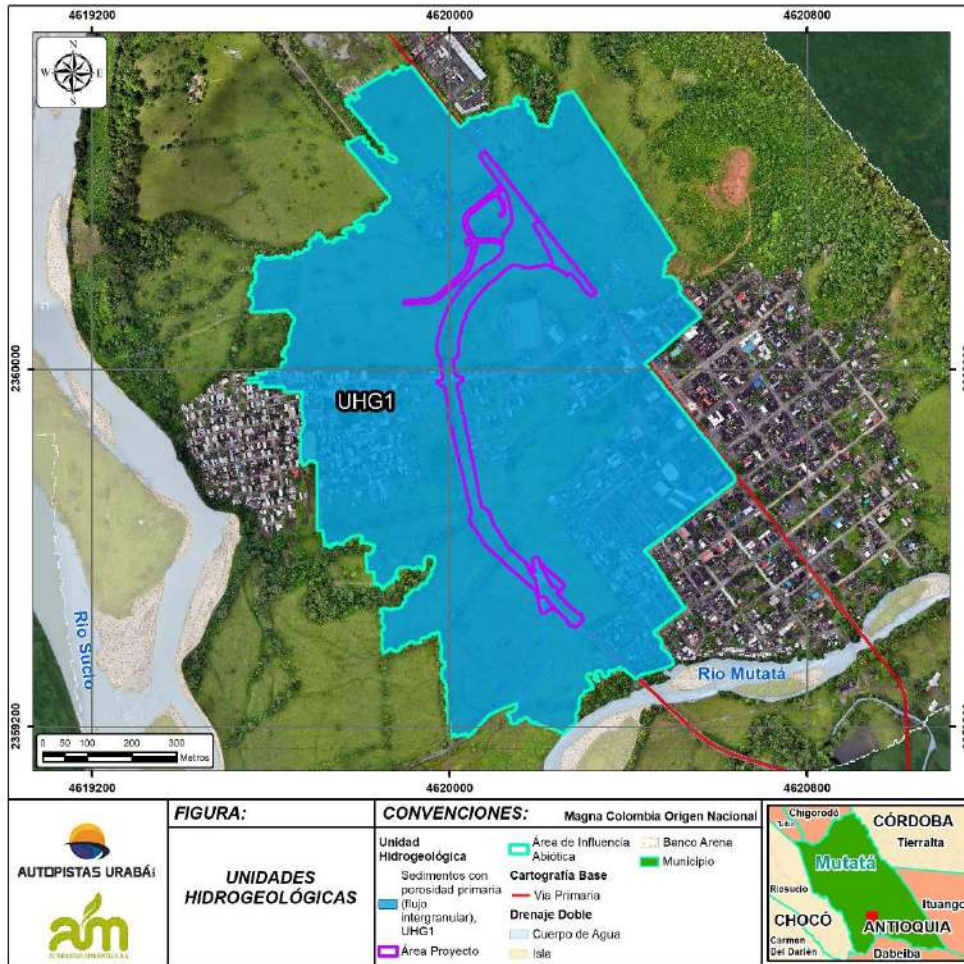 4619200
4620000
4620800
N
W
E
S
2360000
UHG1
Río Sucio
Río Mutatá
2359200
0 50 100 200 300
Metros
4619200
4620000
4620800
FIGURA:
UNIDADES
HIDROGEOLÓGICAS
AUTOPISTAS URABÁ
CONVENCIONES:
Magna Colombia Origen Nacional
Unidad
Hidrogeológica
Sedimentos con
porosidad primaria
(flujo
intergranular),
UHG1
Área Proyecto
Área de Influencia
Abiótica
Cartografía Base
Via Primaria
Drenaje Doble
Cuerpo de Agua
Isla
Banco Arena
Municipio
Chigorodó
CÓRDOBA
Tierralta
Mutatá
Riosucio
Ituango
CHOCÓ
ANTIOQUIA
Carmen
Del Darién
Dabeiba